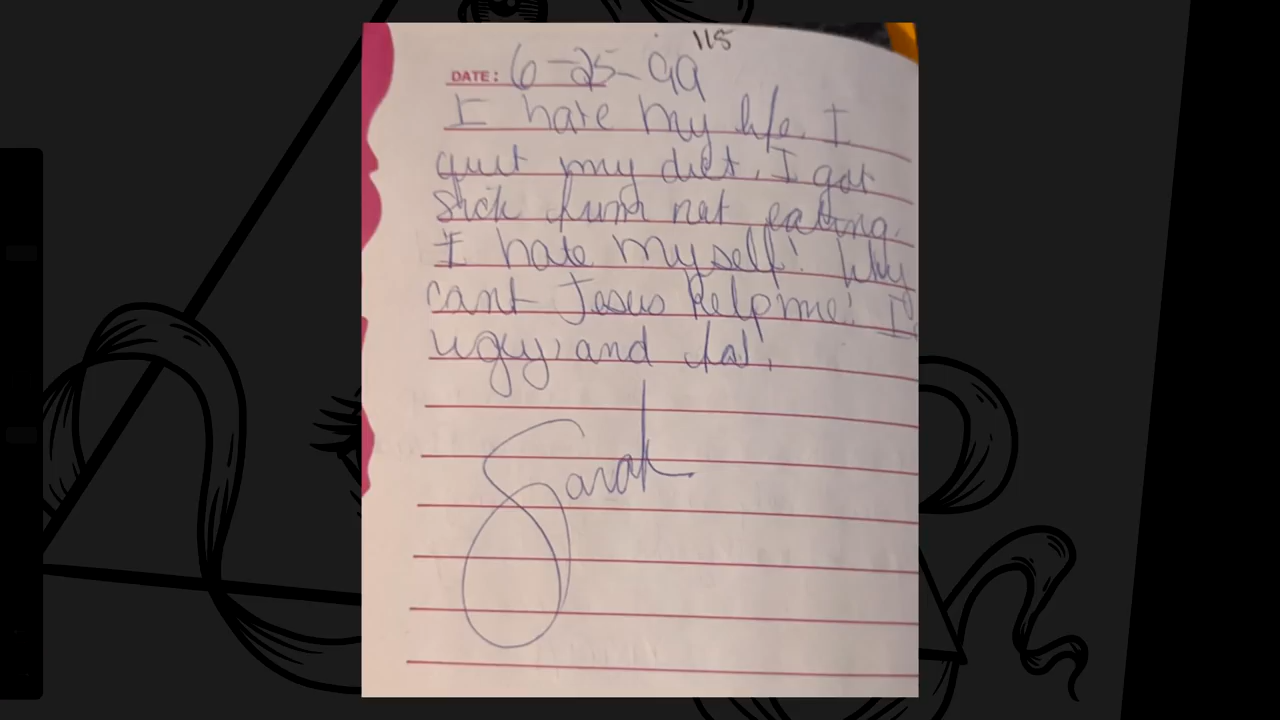 115
DATE: 6-25-99
I hate my life. I
quit my diet. I got
sick frum not eating.
I hate myself! Why
cant Jesus help me! I'
ugly, and fat.
Sarah